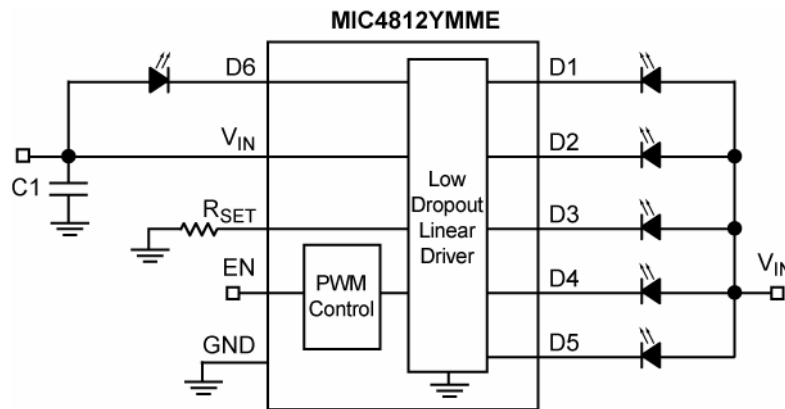 MIC4812YMME
D6
D1
VIN
D2
C1
Low
Dropout
Linear
Driver
RSET
D3
EN
PWM
Control
D4
VIN
GND
D5